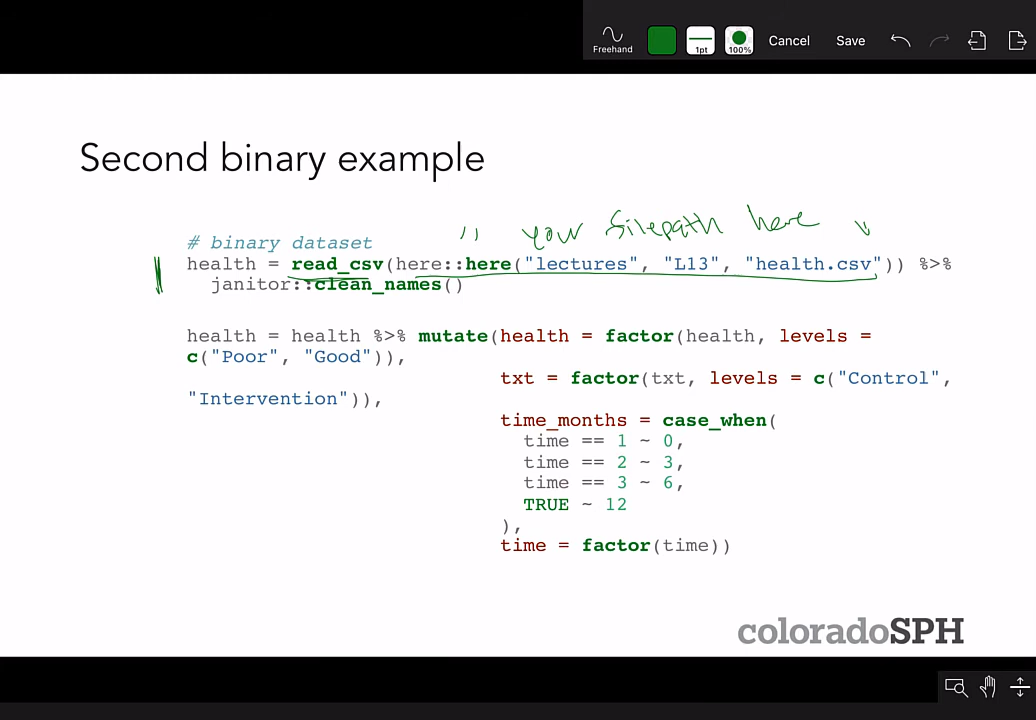 Freehand
1pt
100%
Cancel
Save
Second binary example
" your filepath here "
# binary dataset
health = read_csv(here::here("lectures", "L13", "health.csv")) %>%
janitor::clean_names()
health = health %>% mutate(health = factor(health, levels =
c("Poor", "Good")),
txt = factor(txt, levels = c("Control",
"Intervention")),
time_months = case_when(
time == 1 ~ 0,
time == 2 ~ 3,
time == 3 ~ 6,
TRUE ~ 12
),
time = factor(time))
coloradoSPH